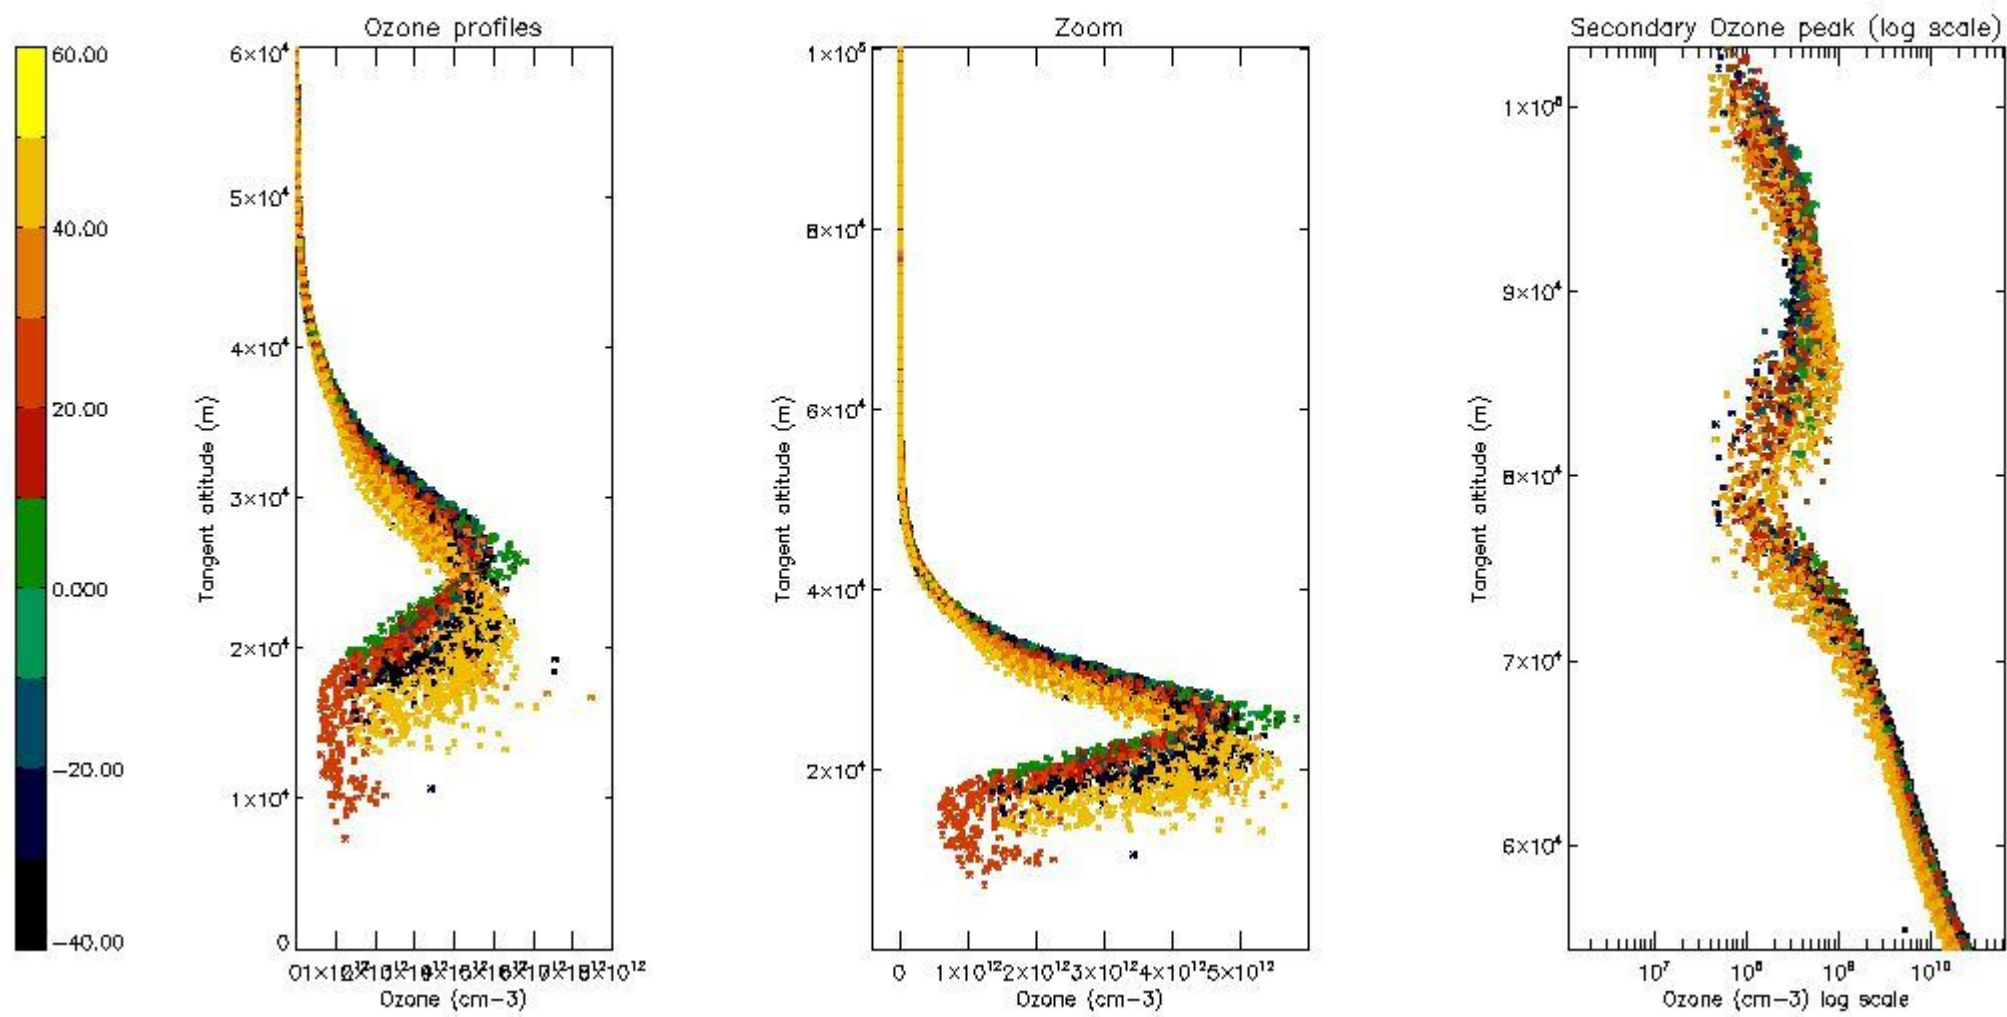 Ozone profiles
Zoom
Secondary Ozone peak (log scale)
60.00
40.00
20.00
0.000
-20.00
-40.00
6×10⁴
5×10⁴
4×10⁴
3×10⁴
2×10⁴
1×10⁴
0
Tangent altitude (m)
Ozone (cm-3)
1×10⁵
8×10⁴
6×10⁴
4×10⁴
2×10⁴
Tangent altitude (m)
0 1×10¹² 2×10¹² 3×10¹² 4×10¹² 5×10¹²
Ozone (cm-3)
9×10⁴
8×10⁴
7×10⁴
6×10⁴
Tangent altitude (m)
10⁷ 10⁸ 10⁹ 10¹⁰
Ozone (cm-3) log scale